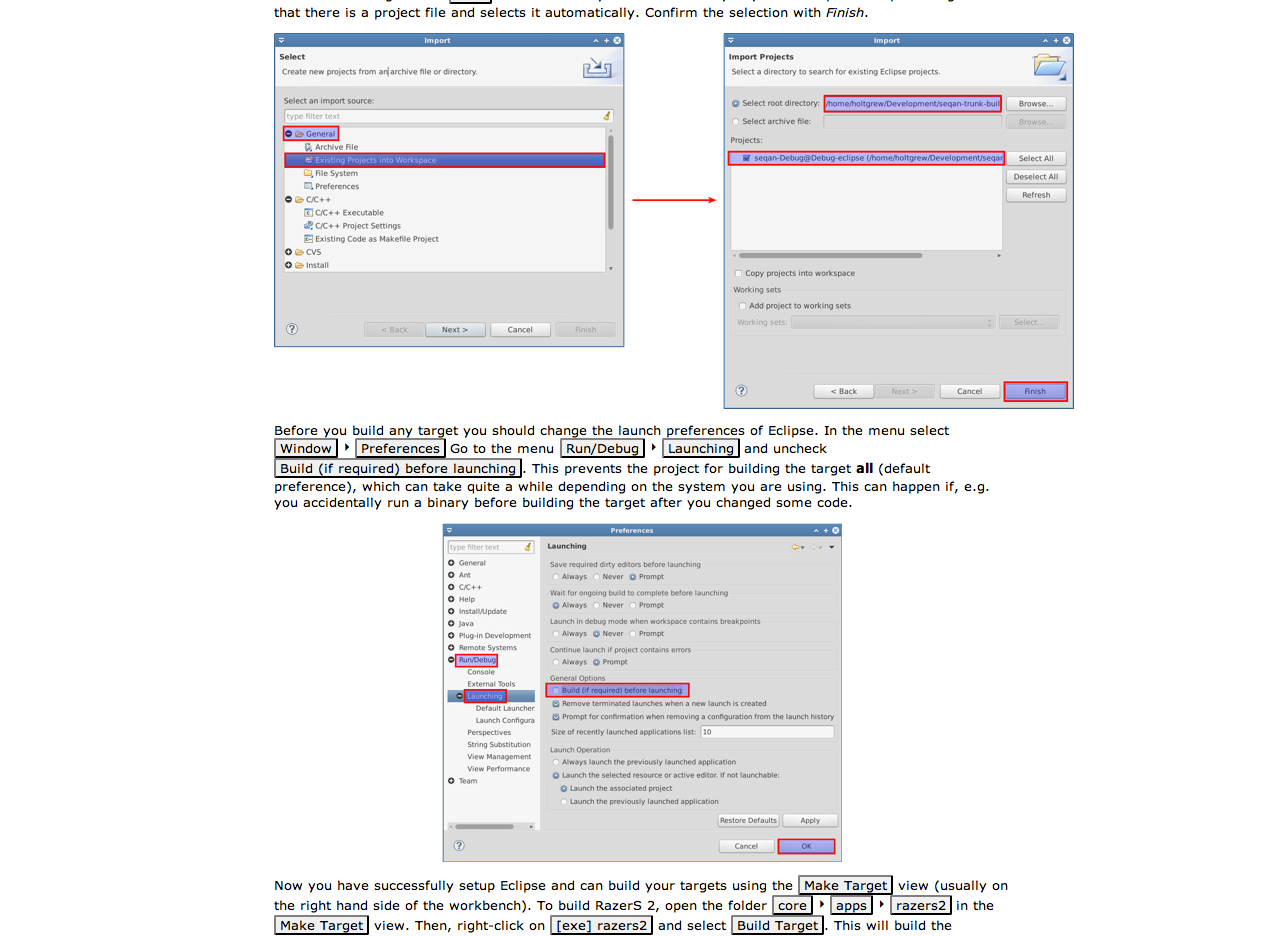 that there is a project file and selects it automatically. Confirm the selection with Finish.
Import
Select
Create new projects from an archive file or directory.
Select an import source:
type filter text
General
Archive File
Existing Projects into Workspace
File System
Preferences
C/C++
C/C++ Executable
C/C++ Project Settings
Existing Code as Makefile Project
CVS
Install
< Back
Next >
Cancel
Finish
Import
Import Projects
Select a directory to search for existing Eclipse projects.
Select root directory: /home/holtgrew/Development/seqan-trunk-buil Browse...
Select archive file: Browse...
Projects:
seqan-Debug@Debug-eclipse (/home/holtgrew/Development/seqan
Select All
Deselect All
Refresh
Copy projects into workspace
Working sets
Add project to working sets
Working sets: Select...
< Back
Next >
Cancel
Finish
Before you build any target you should change the launch preferences of Eclipse. In the menu select
Window ‣ Preferences Go to the menu Run/Debug ‣ Launching and uncheck
Build (if required) before launching. This prevents the project for building the target all (default
preference), which can take quite a while depending on the system you are using. This can happen if, e.g.
you accidentally run a binary before building the target after you changed some code.
Preferences
type filter text
General
Ant
C/C++
Help
Install/Update
Java
Plug-in Development
Remote Systems
Run/Debug
Console
External Tools
Launching
Default Launcher
Launch Configura
Perspectives
String Substitution
View Management
View Performance
Team
Launching
Save required dirty editors before launching
Always Never Prompt
Wait for ongoing build to complete before launching
Always Never Prompt
Launch in debug mode when workspace contains breakpoints
Always Never Prompt
Continue launch if project contains errors
Always Prompt
General Options
Build (if required) before launching
Remove terminated launches when a new launch is created
Prompt for confirmation when removing a configuration from the launch history
Size of recently launched applications list: 10
Launch Operation
Always launch the previously launched application
Launch the selected resource or active editor. If not launchable:
Launch the associated project
Launch the previously launched application
Restore Defaults
Apply
Cancel
OK
Now you have successfully setup Eclipse and can build your targets using the Make Target view (usually on
the right hand side of the workbench). To build RazerS 2, open the folder core ‣ apps ‣ razers2 in the
Make Target view. Then, right-click on [exe] razers2 and select Build Target. This will build the